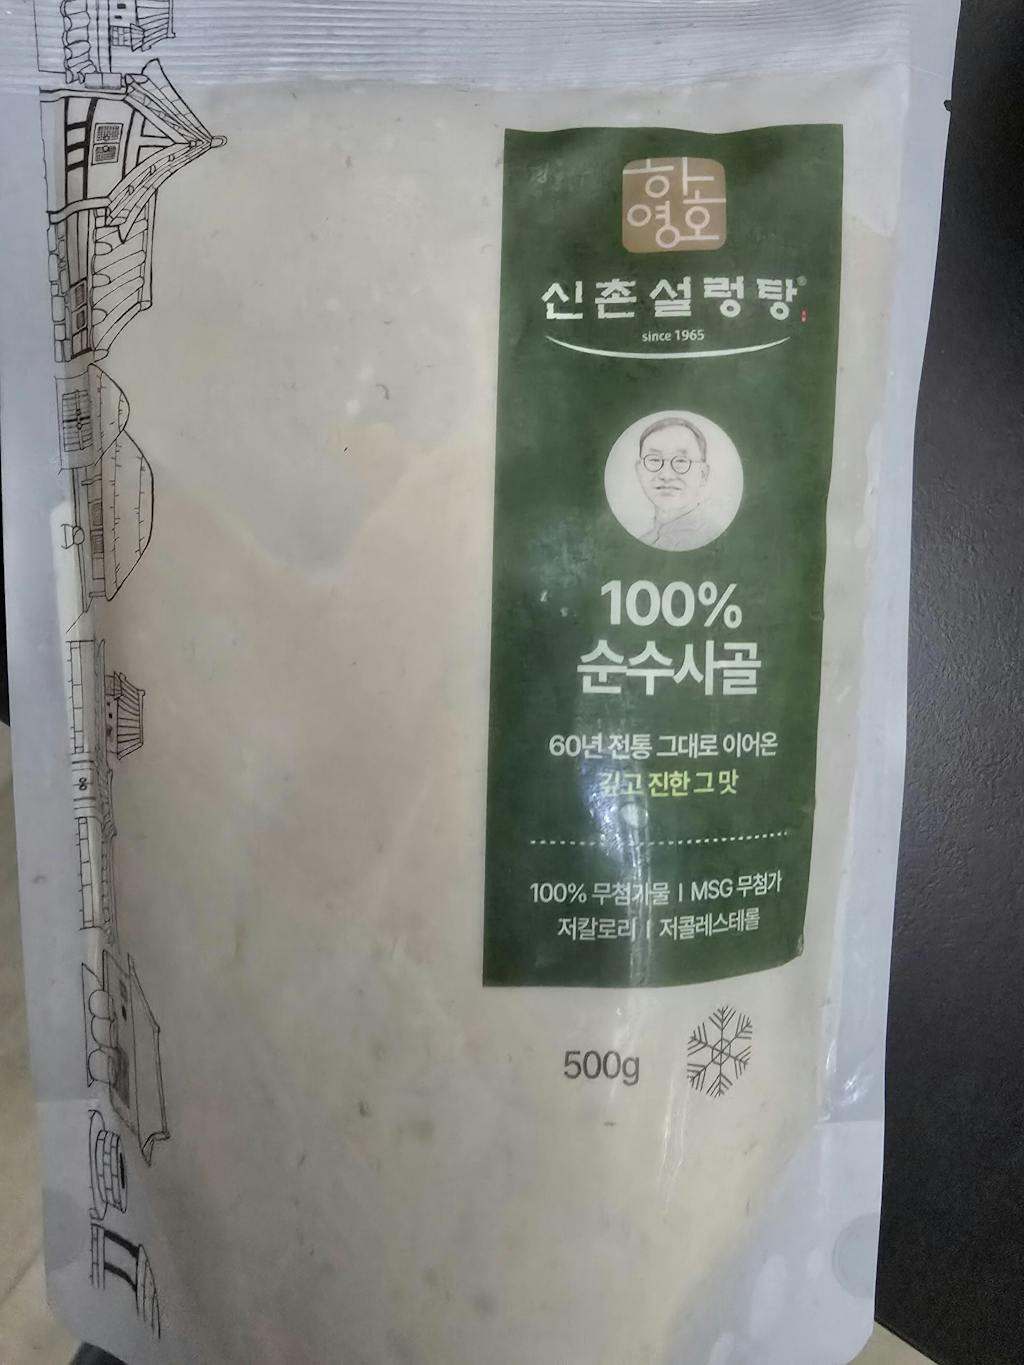 하영호
신촌설렁탕®
since 1965
100%
순수사골
60년 전통 그대로 이어온
깊고 진한 그 맛
100% 무첨가물 | MSG 무첨가
저칼로리 | 저콜레스테롤
500g